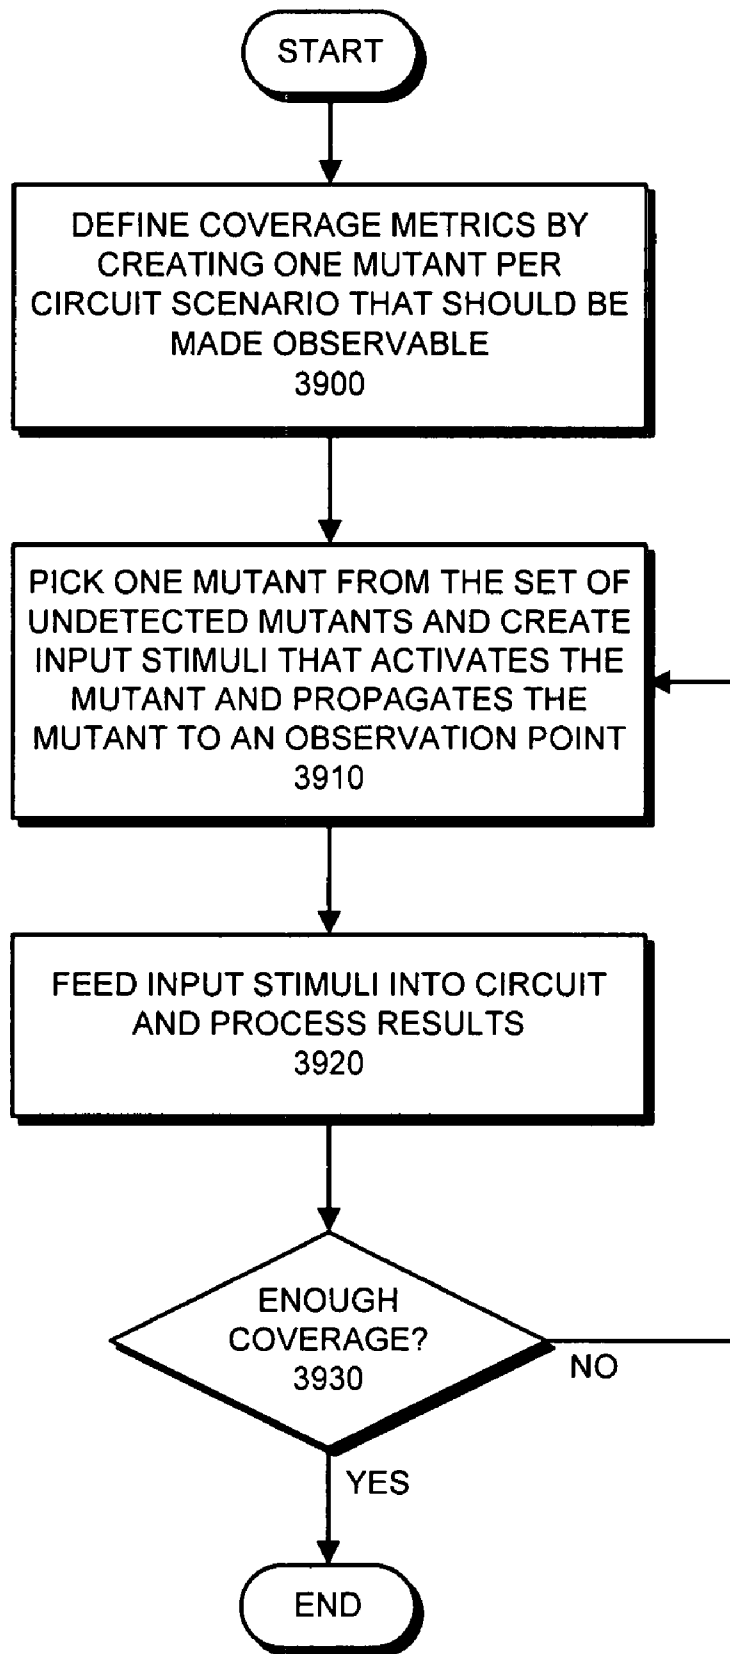 START
DEFINE COVERAGE METRICS BY
CREATING ONE MUTANT PER
CIRCUIT SCENARIO THAT SHOULD BE
MADE OBSERVABLE
3900
PICK ONE MUTANT FROM THE SET OF
UNDETECTED MUTANTS AND CREATE
INPUT STIMULI THAT ACTIVATES THE
MUTANT AND PROPAGATES THE
MUTANT TO AN OBSERVATION POINT
3910
FEED INPUT STIMULI INTO CIRCUIT
AND PROCESS RESULTS
3920
ENOUGH
COVERAGE?
3930
NO
YES
END